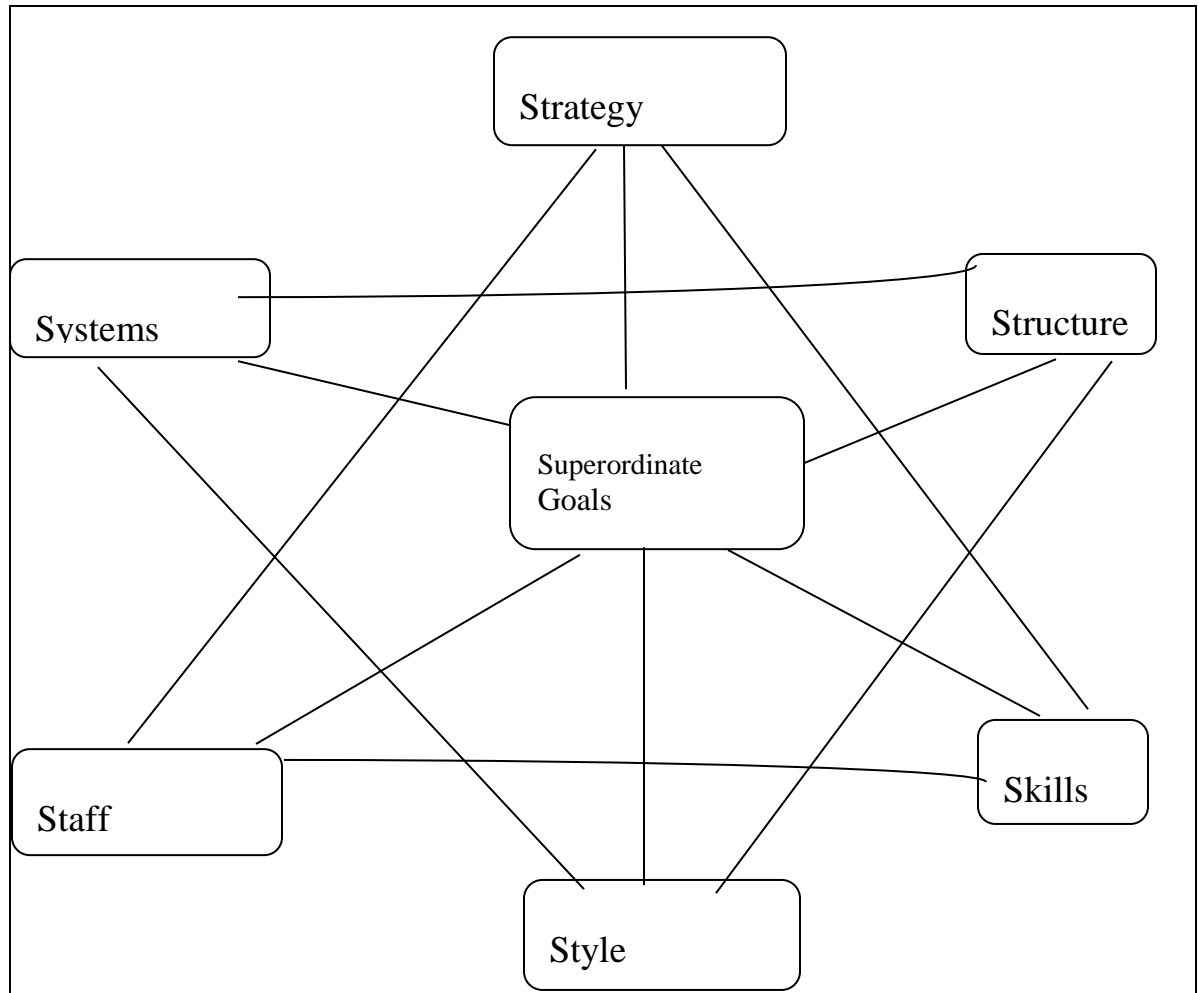 Strategy
Systems
Structure
Superordinate
Goals
Staff
Skills
Style